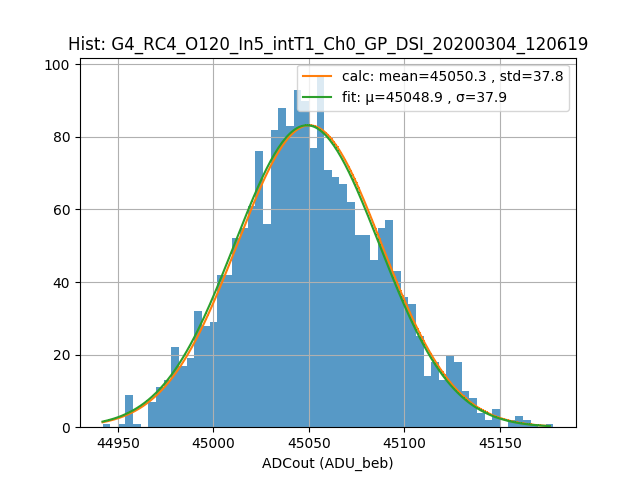 Hist: G4_RC4_O120_In5_intT1_Ch0_GP_DSI_20200304_120619
calc: mean=45050.3 , std=37.8
fit: μ=45048.9 , σ=37.9
100
80
60
40
20
0
44950 45000 45050 45100 45150
ADCout (ADU_beb)